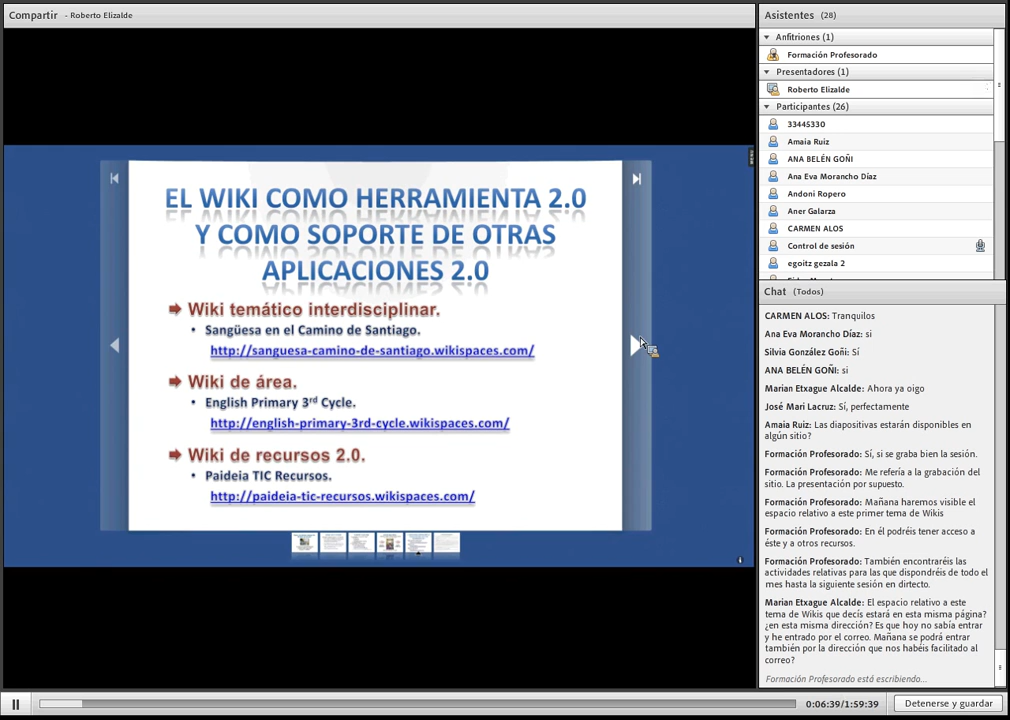 Compartir - Roberto Elizalde
EL WIKI COMO HERRAMIENTA 2.0
Y COMO SOPORTE DE OTRAS
APLICACIONES 2.0
Wiki temático interdisciplinar.
• Sangüesa en el Camino de Santiago.
http://sanguesa-camino-de-santiago.wikispaces.com/
Wiki de área.
• English Primary 3rd Cycle.
http://english-primary-3rd-cycle.wikispaces.com/
Wiki de recursos 2.0.
• Paideia TIC Recursos.
http://paideia-tic-recursos.wikispaces.com/
Asistentes (28)
Anfitriones (1)
Formación Profesorado
Presentadores (1)
Roberto Elizalde
Participantes (26)
33445330
Amaia Ruiz
ANA BELÉN GOÑI
Ana Eva Morancho Díaz
Andoni Ropero
Aner Galarza
CARMEN ALOS
Control de sesión
egoitz gezala 2
Chat (Todos)
CARMEN ALOS: Tranquilos
Ana Eva Morancho Díaz: si
Silvia González Goñi: Sí
ANA BELÉN GOÑI: si
Marian Etxague Alcalde: Ahora ya oigo
José Mari Lacruz: Sí, perfectamente
Amaia Ruiz: Las diapositivas estarán disponibles en
algún sitio?
Formación Profesorado: Sí, si se graba bien la sesión.
Formación Profesorado: Me refería a la grabación del
sitio. La presentación por supuesto.
Formación Profesorado: Mañana haremos visible el
espacio relativo a este primer tema de Wikis
Formación Profesorado: En él podréis tener acceso a
éste y a otros recursos.
Formación Profesorado: También encontraréis las
actividades relativas para las que dispondréis de todo el
mes hasta la siguiente sesión en dirtecto.
Marian Etxague Alcalde: El espacio relativo a este
tema de Wikis que decís estará en esta misma página?
¿en esta misma dirección? Es que hoy no sabía entrar
y he entrado por el correo. Mañana se podrá entrar
también por la dirección que nos habéis facilitado al
correo?
Formación Profesorado está escribiendo...
0:06:39/1:59:39
Detenerse y guardar